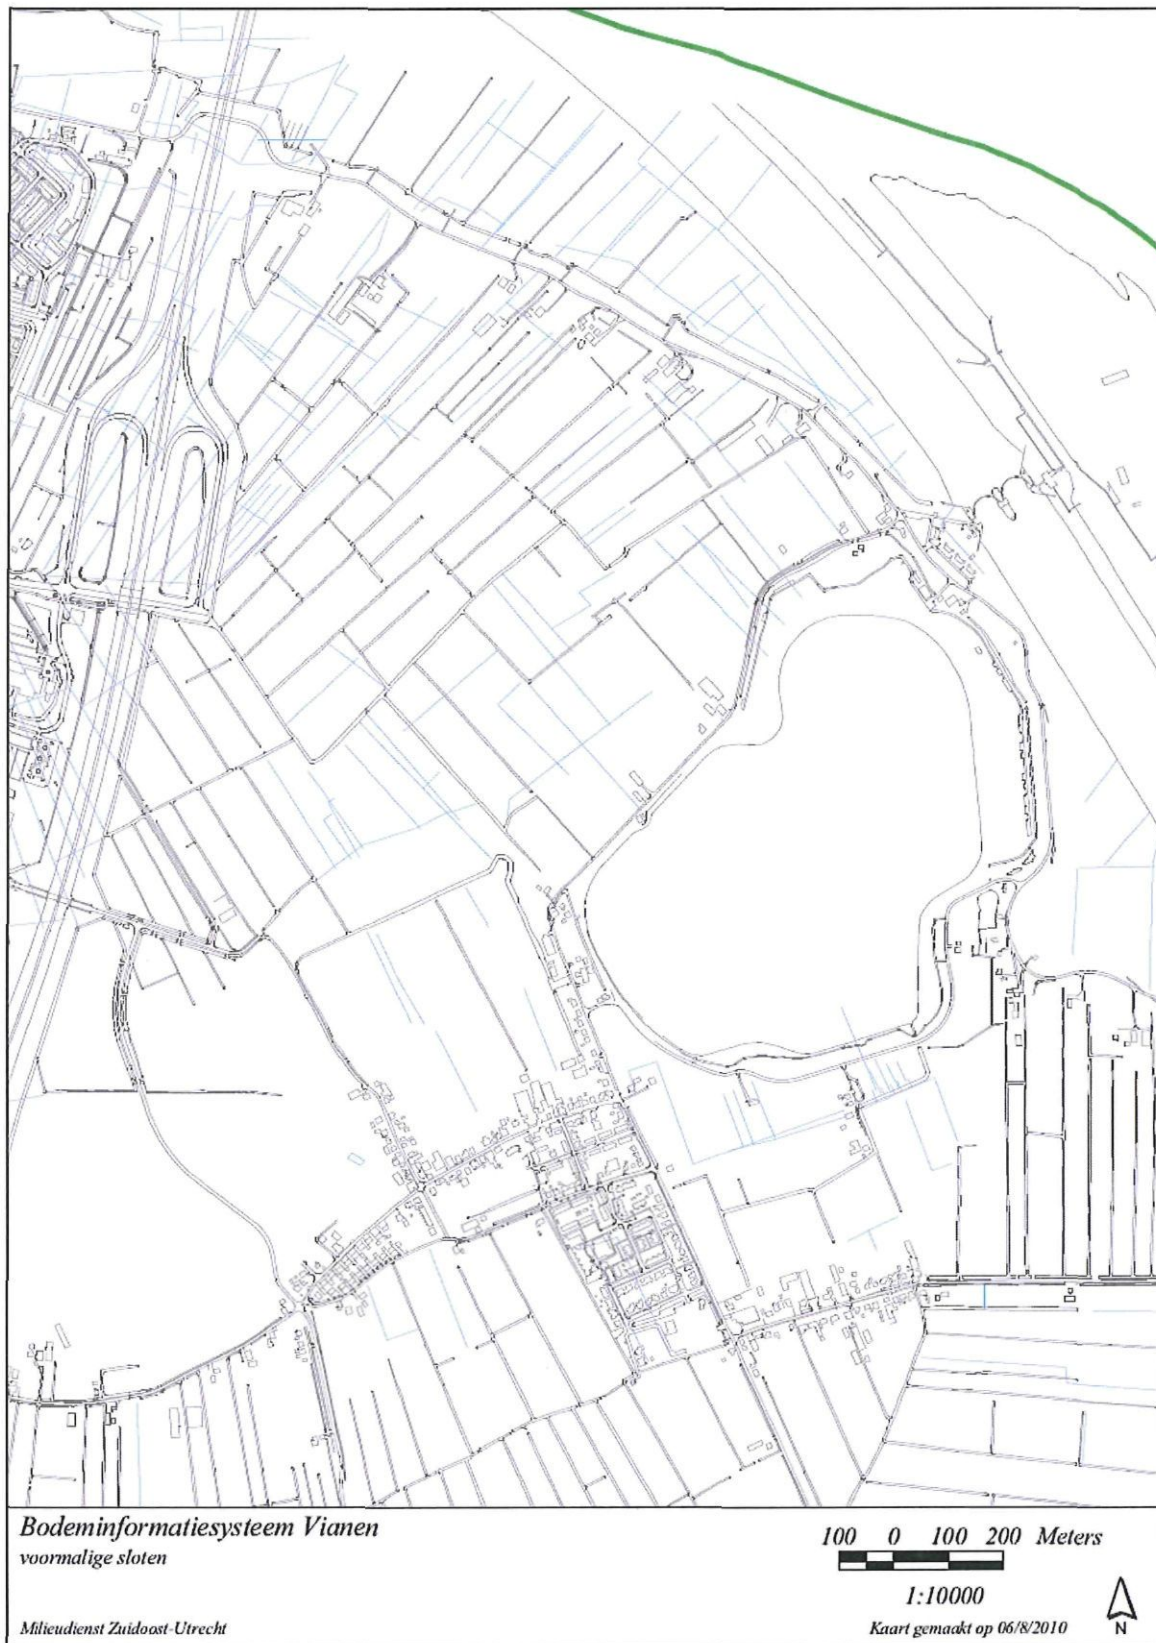 Bodeminformatiesysteem Vianen
voormalige sloten
Milieudienst Zuidoost-Utrecht
100 0 100 200 Meters
1:10000
Kaart gemaakt op 06/8/2010
N